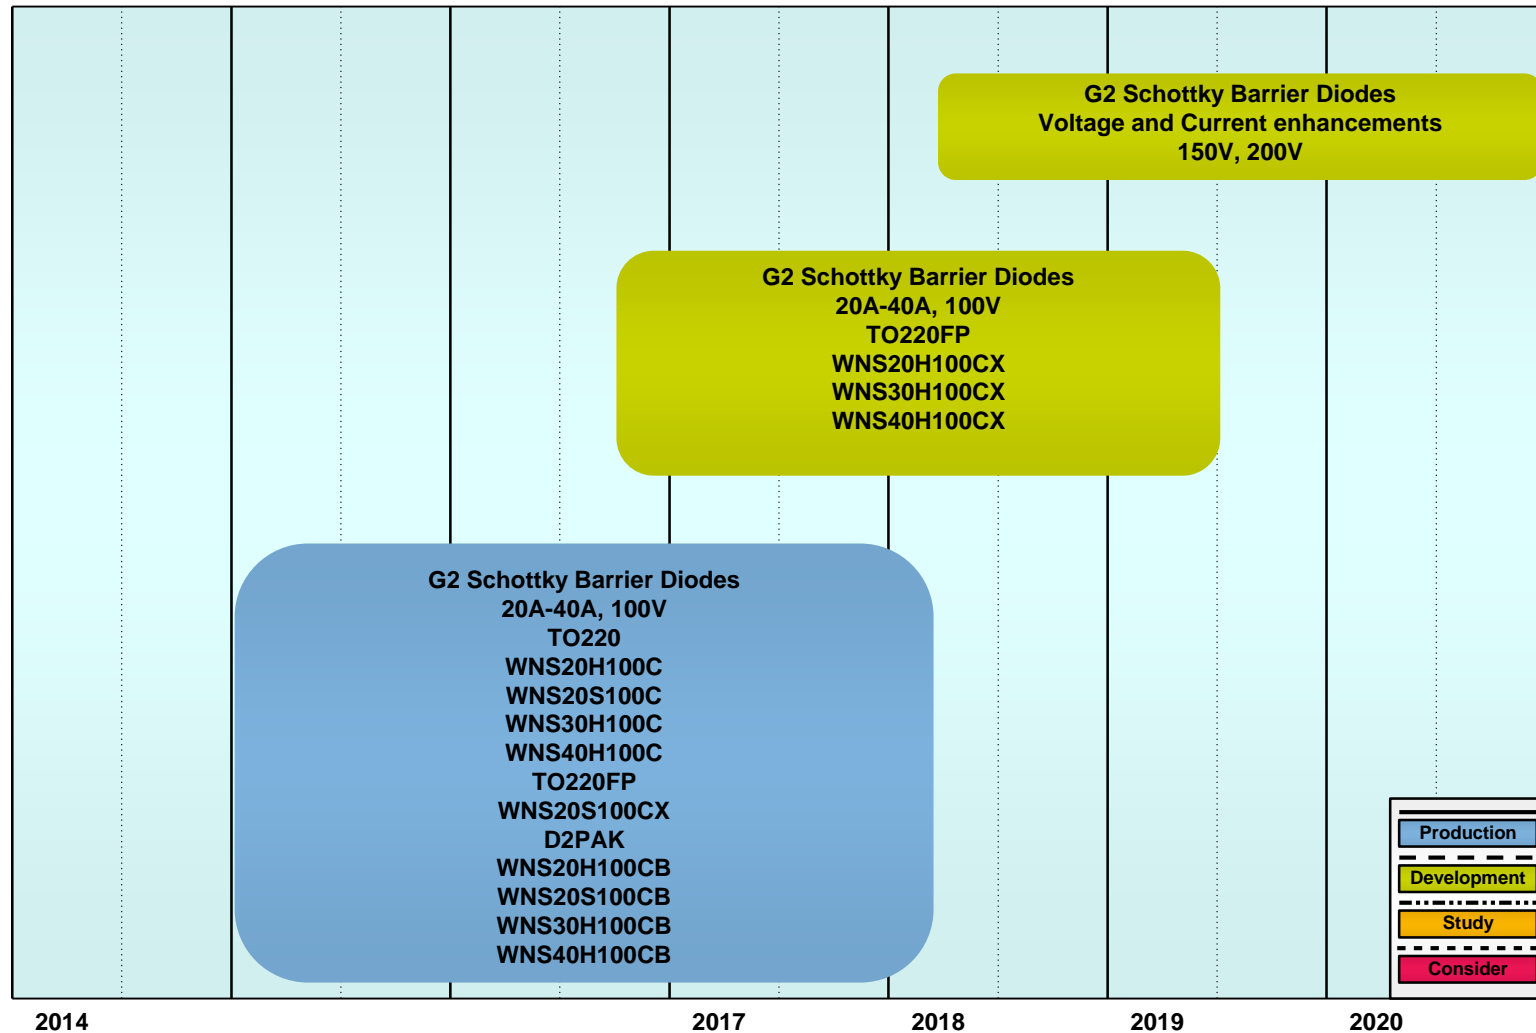 G2 Schottky Barrier Diodes
Voltage and Current enhancements
150V, 200V
G2 Schottky Barrier Diodes
20A-40A, 100V
TO220FP
WNS20H100CX
WNS30H100CX
WNS40H100CX
G2 Schottky Barrier Diodes
20A-40A, 100V
TO220
WNS20H100C
WNS20S100C
WNS30H100C
WNS40H100C
TO220FP
WNS20S100CX
D2PAK
WNS20H100CB
WNS20S100CB
WNS30H100CB
WNS40H100CB
Production
Development
Study
Consider
2014 2017 2018 2019 2020